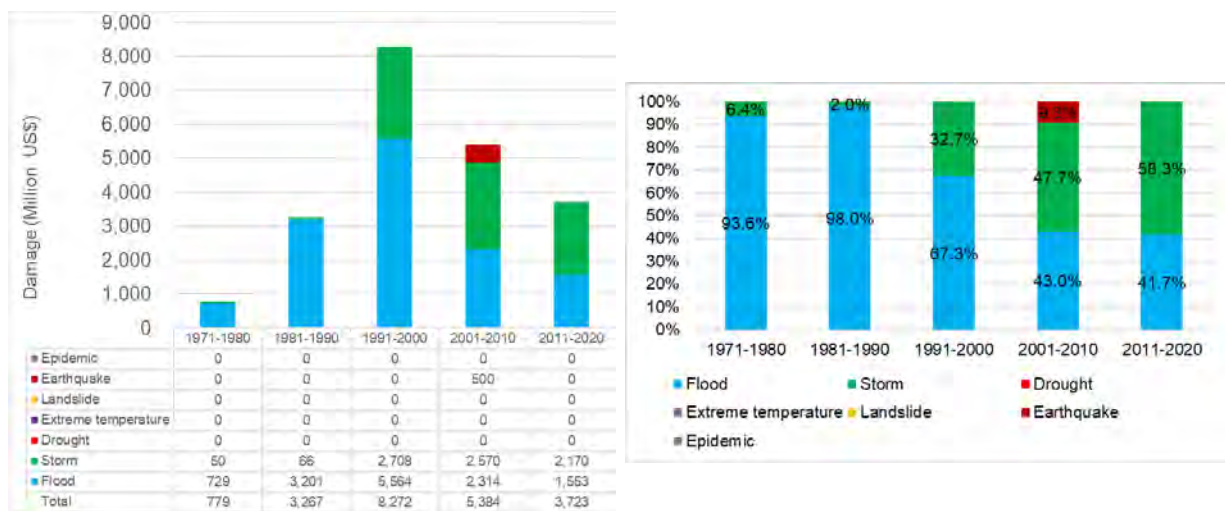 9,000
8,000
7,000
6,000
5,000
4,000
3,000
2,000
1,000
0
Damage (Million US$)
1971-1980 1981-1990 1991-2000 2001-2010 2011-2020
Epidemic 0 0 0 0 0
Earthquake 0 0 0 500 0
Landslide 0 0 0 0 0
Extreme temperature 0 0 0 0 0
Drought 0 0 0 0 0
Storm 50 66 2,708 2,570 2,170
Flood 729 3,201 5,564 2,314 1,553
Total 779 3,267 8,272 5,384 3,723
100%
90%
80%
70%
60%
50%
40%
30%
20%
10%
0%
6.4% 2.0% 32.7% 47.7% 58.3%
93.6% 98.0% 67.3% 43.0% 41.7%
1971-1980 1981-1990 1991-2000 2001-2010 2011-2020
Flood Storm Drought
Extreme temperature Landslide Earthquake
Epidemic